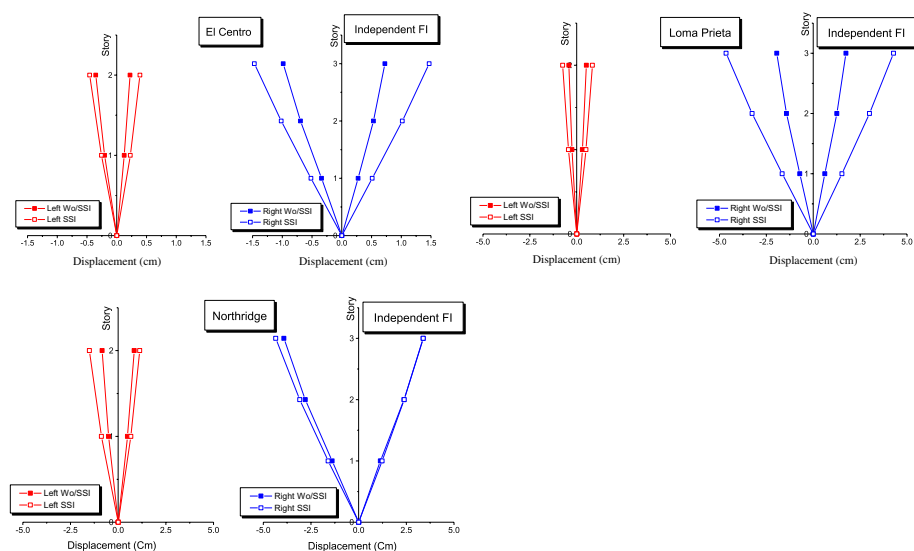 El Centro
Independent FI
Story
2
1
0
Left Wo/SSI
Left SSI
-1.5 -1.0 -0.5 0.0 0.5 1.0 1.5
Displacement (cm)
Story
3
2
1
0
Right Wo/SSI
Right SSI
-1.5 -1.0 -0.5 0.0 0.5 1.0 1.5
Displacement (cm)
Loma Prieta
Independent FI
Story
2
1
0
Left Wo/SSI
Left SSI
-5.0 -2.5 0.0 2.5 5.0
Displacement (cm)
Story
3
2
1
0
Right Wo/SSI
Right SSI
-5.0 -2.5 0.0 2.5 5.0
Displacement (cm)
Northridge
Independent FI
Story
2
1
0
Left Wo/SSI
Left SSI
-5.0 -2.5 0.0 2.5 5.0
Displacement (Cm)
Story
3
2
1
0
Right Wo/SSI
Right SSI
-5.0 -2.5 0.0 2.5 5.0
Displacement (Cm)